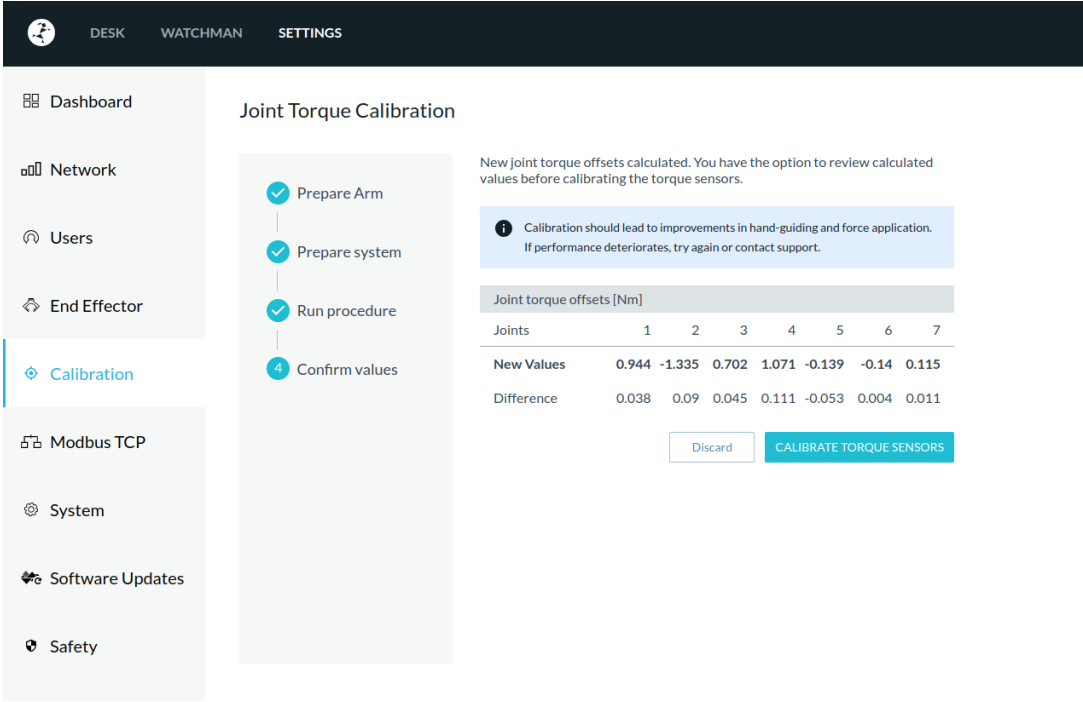 DESK WATCHMAN SETTINGS
Dashboard
Network
Users
End Effector
Calibration
Modbus TCP
System
Software Updates
Safety
Joint Torque Calibration
Prepare Arm
Prepare system
Run procedure
4 Confirm values
New joint torque offsets calculated. You have the option to review calculated
values before calibrating the torque sensors.
Calibration should lead to improvements in hand-guiding and force application.
If performance deteriorates, try again or contact support.
Joint torque offsets [Nm]
Joints 1 2 3 4 5 6 7
New Values 0.944 -1.335 0.702 1.071 -0.139 -0.14 0.115
Difference 0.038 0.09 0.045 0.111 -0.053 0.004 0.011
Discard CALIBRATE TORQUE SENSORS